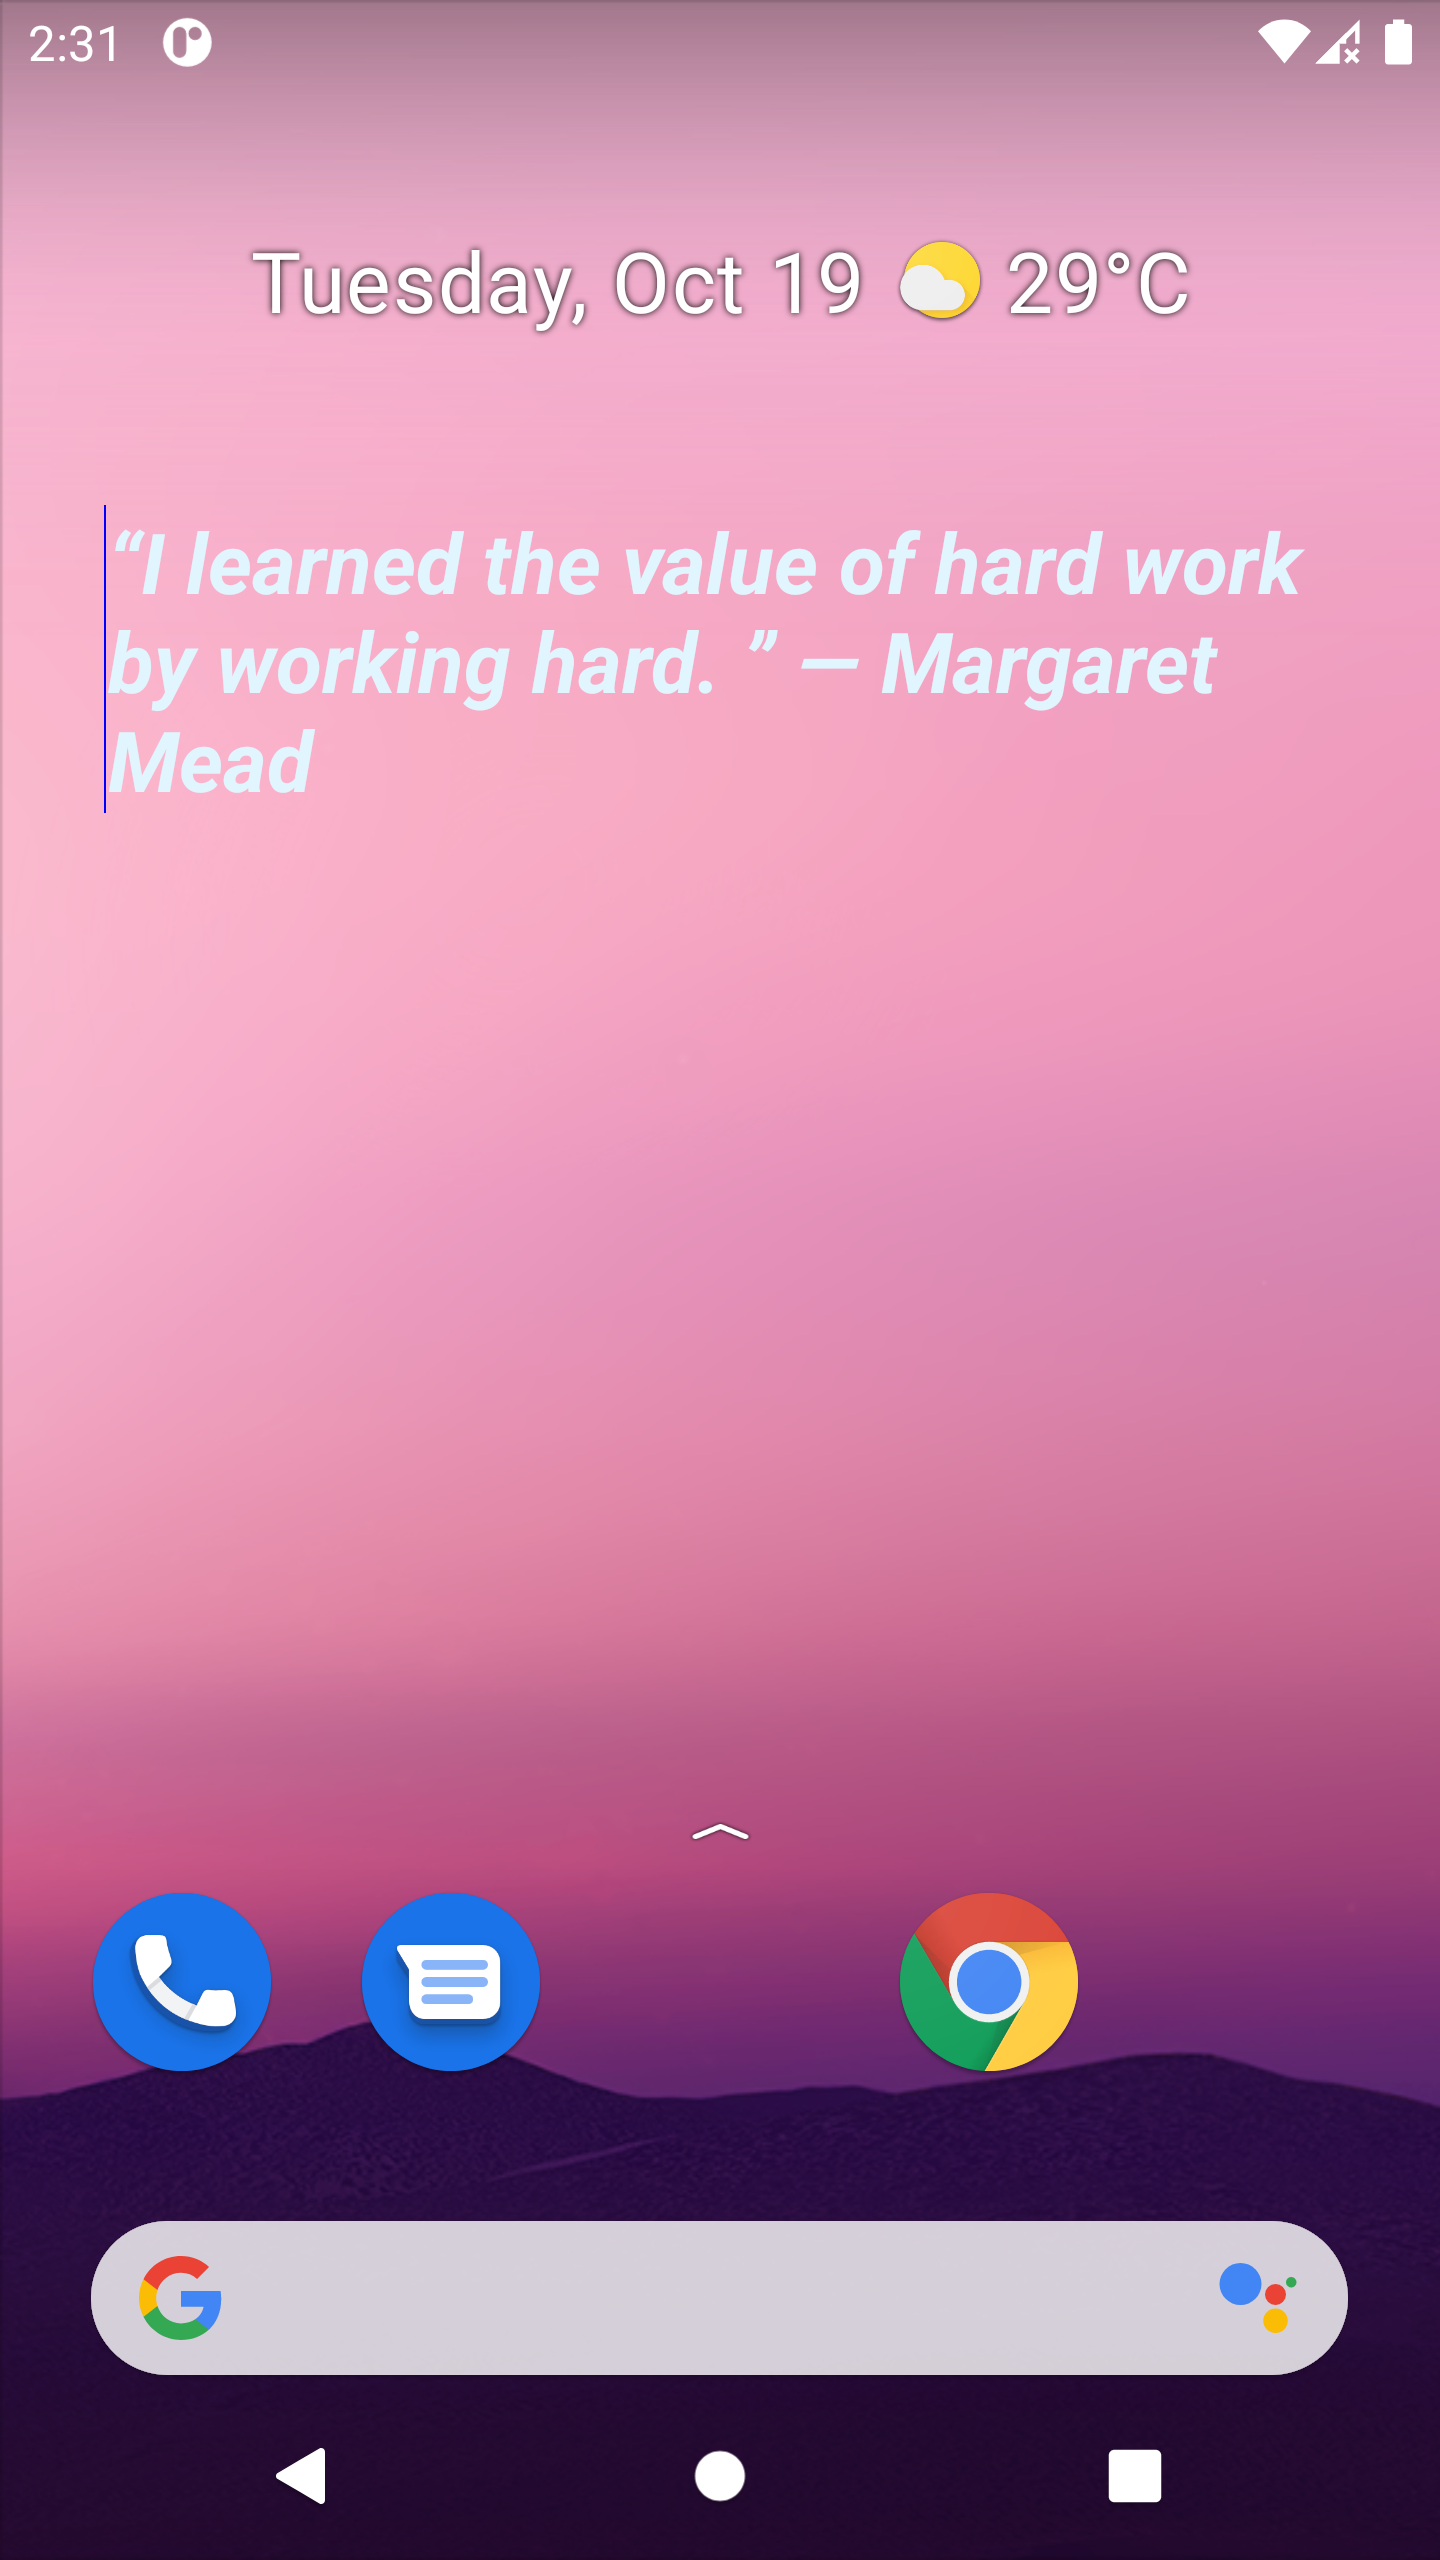 2:31
Tuesday, Oct 19 29°C
“I learned the value of hard work
by working hard. ” — Margaret
Mead